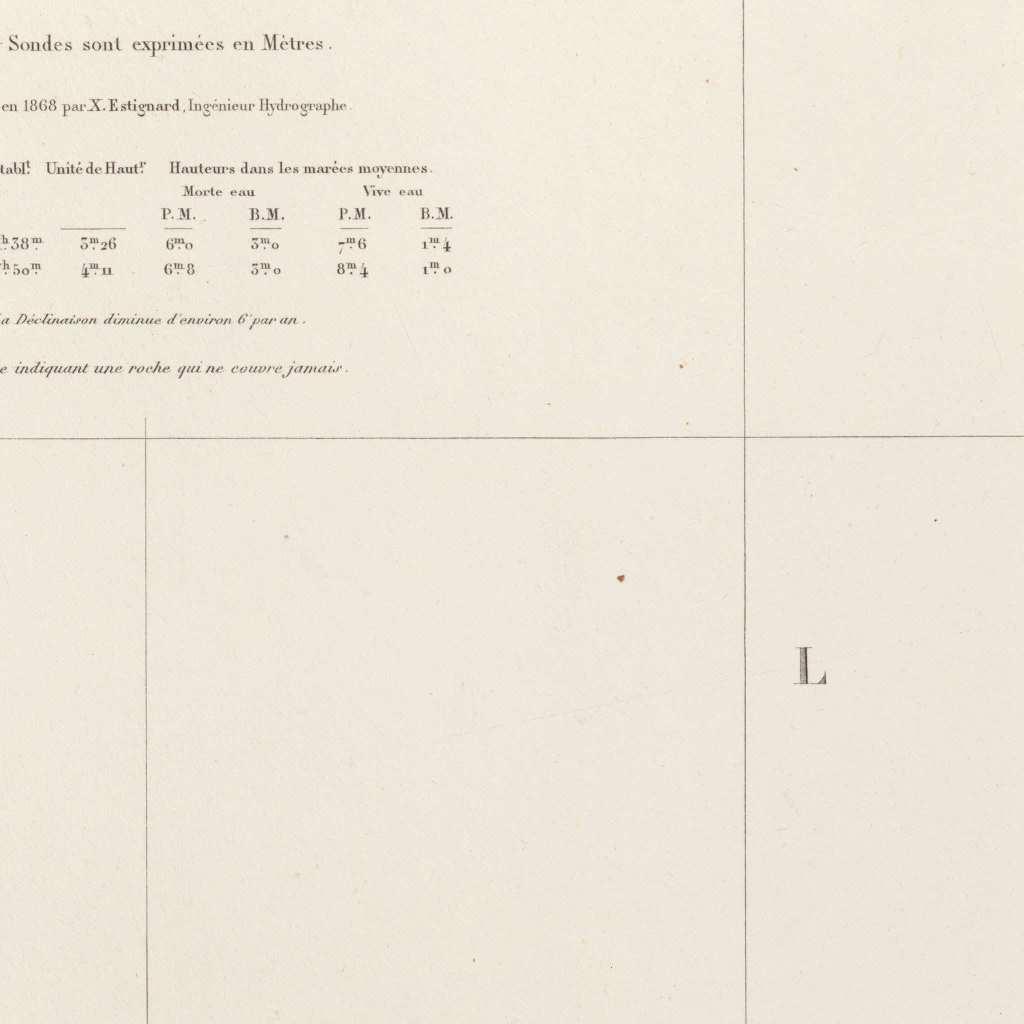 Sondes sont exprimées en Mètres.
en 1868 par X. Estignard, Ingénieur Hydrographe.
tabl.t Unité de Haut.r Hauteurs dans les marées moyennes.
Morte eau Vive eau
P.M. B.M. P.M. B.M.
h.38m. 3m.26 6m.0 3m.0 7m.6 1m.4
h.50m. 4m.11 6m.8 3m.0 8m.4 1m.0
la Déclinaison diminue d'environ 6' par an.
e indiquant une roche qui ne couvre jamais.
L